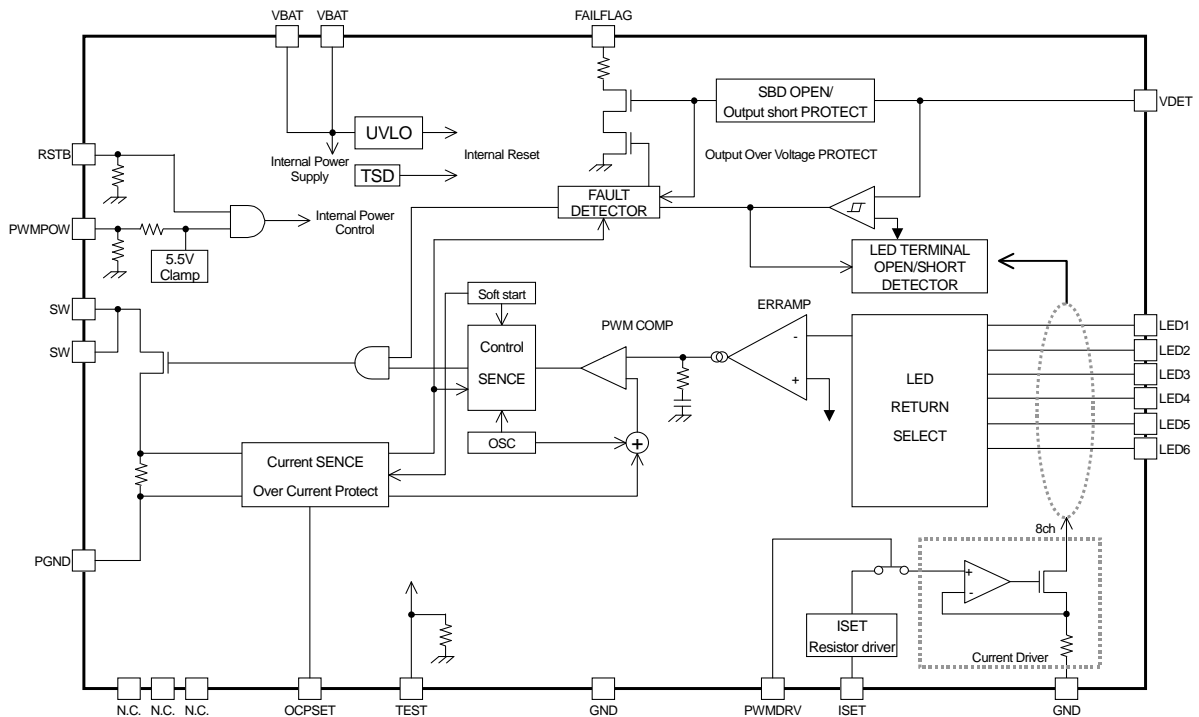 VBAT
VBAT
FAILFLAG
SBD OPEN/
Output short PROTECT
VDET
RSTB
UVLO
Internal Power
Supply
Internal Reset
TSD
Output Over Voltage PROTECT
FAULT
DETECTOR
Internal Power
Control
PWMPOW
5.5V
Clamp
LED TERMINAL
OPEN/SHORT
DETECTOR
SW
SW
Soft start
Control
SENCE
PWM COMP
ERRAMP
-
+
LED
RETURN
SELECT
LED1
LED2
LED3
LED4
LED5
LED6
OSC
+
Current SENCE
Over Current Protect
PGND
8ch
+
-
ISET
Resistor driver
Current Driver
N.C.
N.C.
N.C.
OCPSET
TEST
GND
PWMDRV
ISET
GND